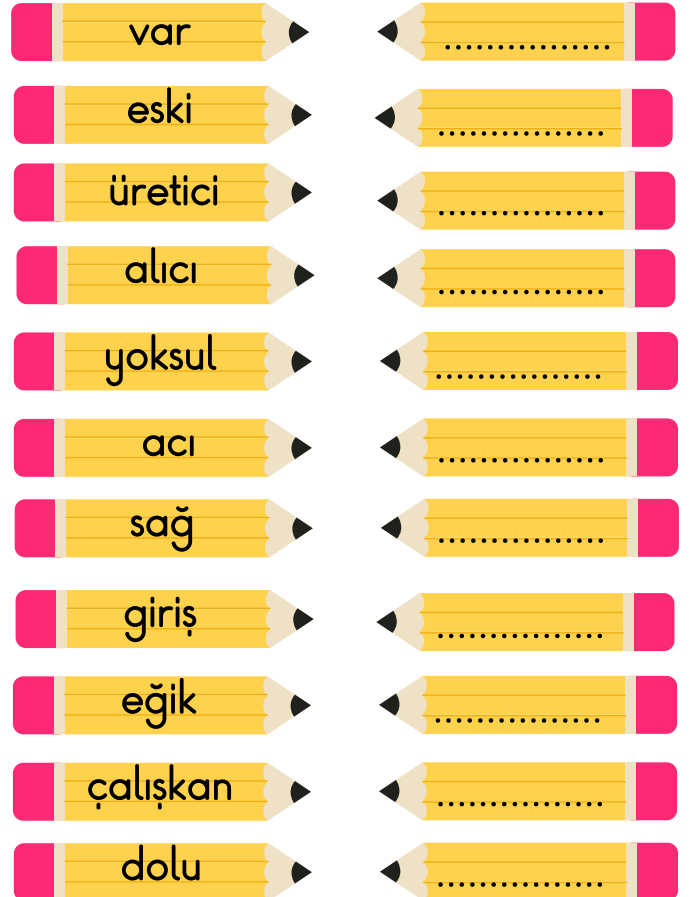 var ................
eski ................
üretici ................
alıcı ................
yoksul ................
acı ................
sağ ................
giriş ................
eğik ................
çalışkan ................
dolu ................